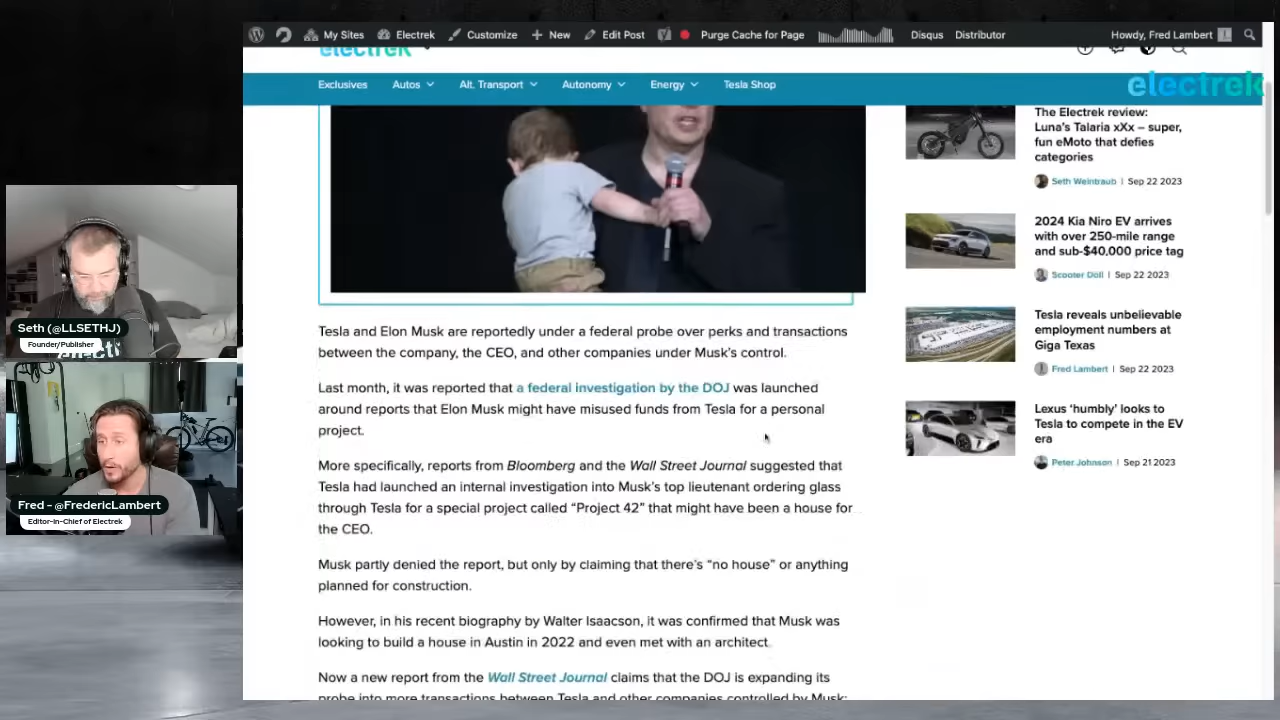 My Sites
Electrek
Customize
New
Edit Post
Purge Cache for Page
Disqus
Distributor
Howdy, Fred Lambert
electrek
Exclusives
Autos
Alt. Transport
Autonomy
Energy
Tesla Shop
electrek
Tesla and Elon Musk are reportedly under a federal probe over perks and transactions
between the company, the CEO, and other companies under Musk's control.
Last month, it was reported that a federal investigation by the DOJ was launched
around reports that Elon Musk might have misused funds from Tesla for a personal
project.
More specifically, reports from Bloomberg and the Wall Street Journal suggested that
Tesla had launched an internal investigation into Musk's top lieutenant ordering glass
through Tesla for a special project called “Project 42” that might have been a house for
the CEO.
Musk partly denied the report, but only by claiming that there's “no house” or anything
planned for construction.
However, in his recent biography by Walter Isaacson, it was confirmed that Musk was
looking to build a house in Austin in 2022 and even met with an architect.
Now a new report from the Wall Street Journal claims that the DOJ is expanding its
probe into more transactions between Tesla and other companies controlled by Musk:
The Electrek review:
Luna's Talaria xXx – super,
fun eMoto that defies
categories
Seth Weintraub | Sep 22 2023
2024 Kia Niro EV arrives
with over 250-mile range
and sub-$40,000 price tag
Scooter Doll | Sep 22 2023
Tesla reveals unbelievable
employment numbers at
Giga Texas
Fred Lambert | Sep 22 2023
Lexus ‘humbly’ looks to
Tesla to compete in the EV
era
Peter Johnson | Sep 21 2023
Seth (@LLSETHJ)
Founder/Publisher
Fred - @FredericLambert
Editor-in-Chief of Electrek